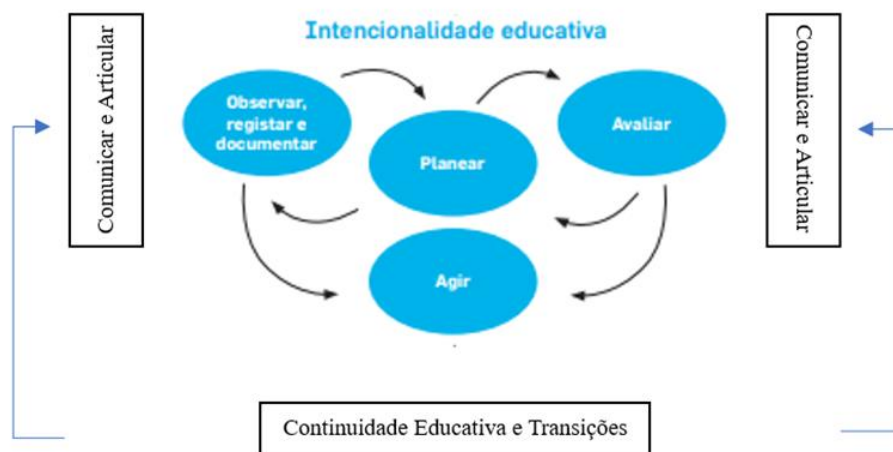 Intencionalidade educativa
Comunicar e Articular
Observar,
registar e
documentar
Planear
Avaliar
Agir
Comunicar e Articular
Continuidade Educativa e Transições